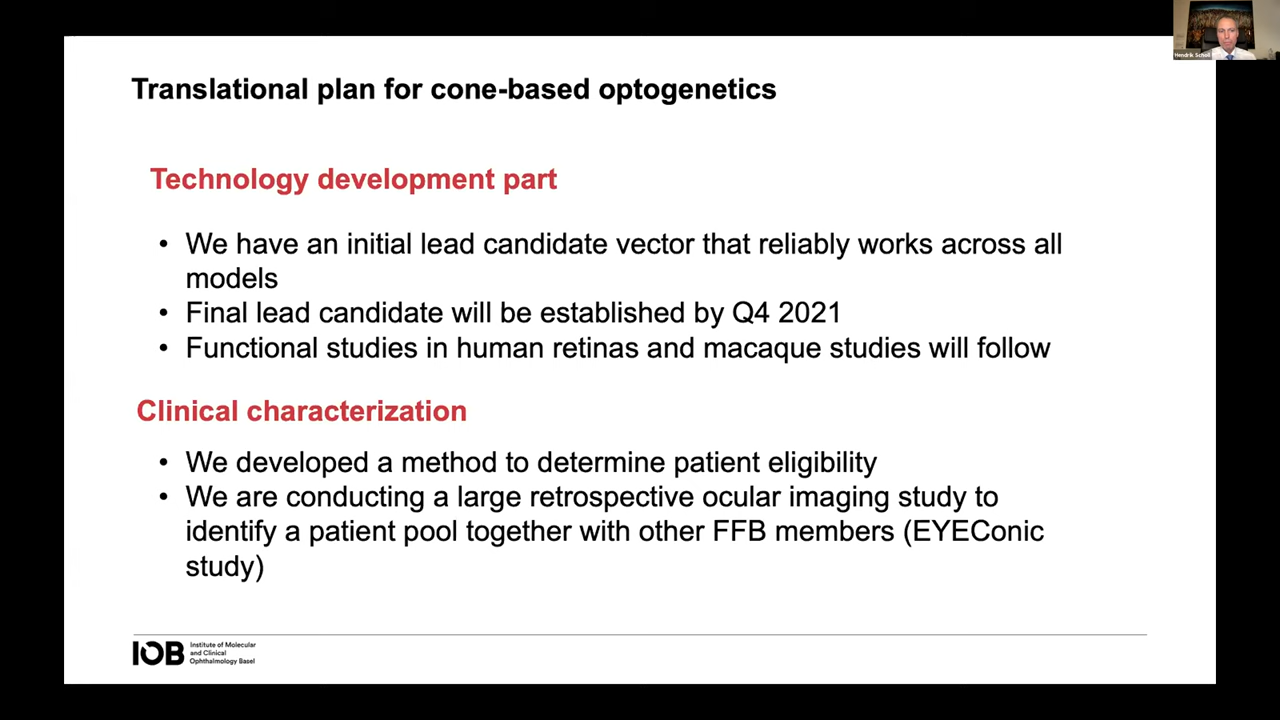 Hendrik Scholl
Translational plan for cone-based optogenetics
Technology development part
• We have an initial lead candidate vector that reliably works across all
models
• Final lead candidate will be established by Q4 2021
• Functional studies in human retinas and macaque studies will follow
Clinical characterization
• We developed a method to determine patient eligibility
• We are conducting a large retrospective ocular imaging study to
identify a patient pool together with other FFB members (EYEConic
study)
IOB
Institute of Molecular
and Clinical
Ophthalmology Basel